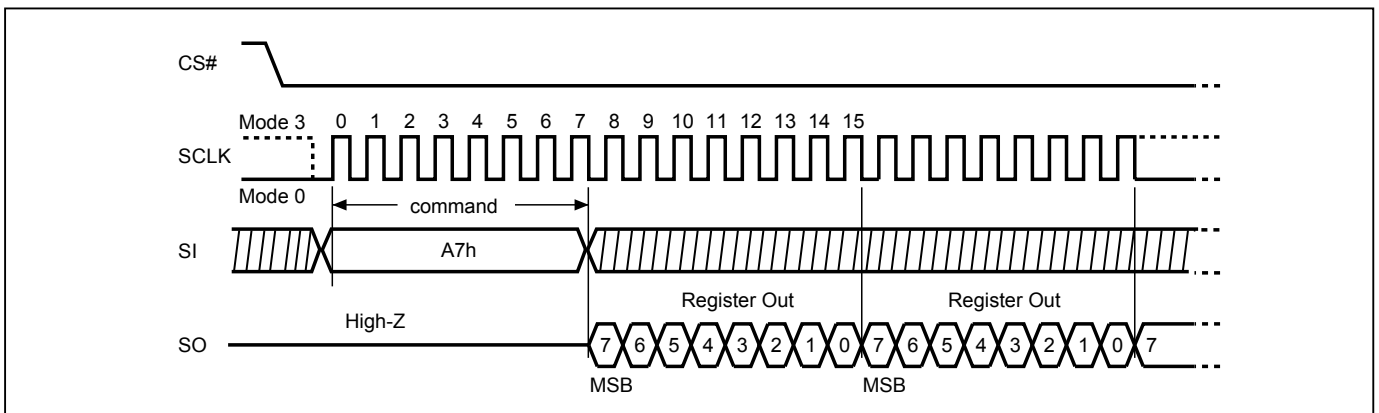 CS#
Mode 3 0 1 2 3 4 5 6 7 8 9 10 11 12 13 14 15
SCLK
Mode 0
command
SI A7h
Register Out Register Out
High-Z
SO 7 6 5 4 3 2 1 0 7 6 5 4 3 2 1 0 7
MSB MSB